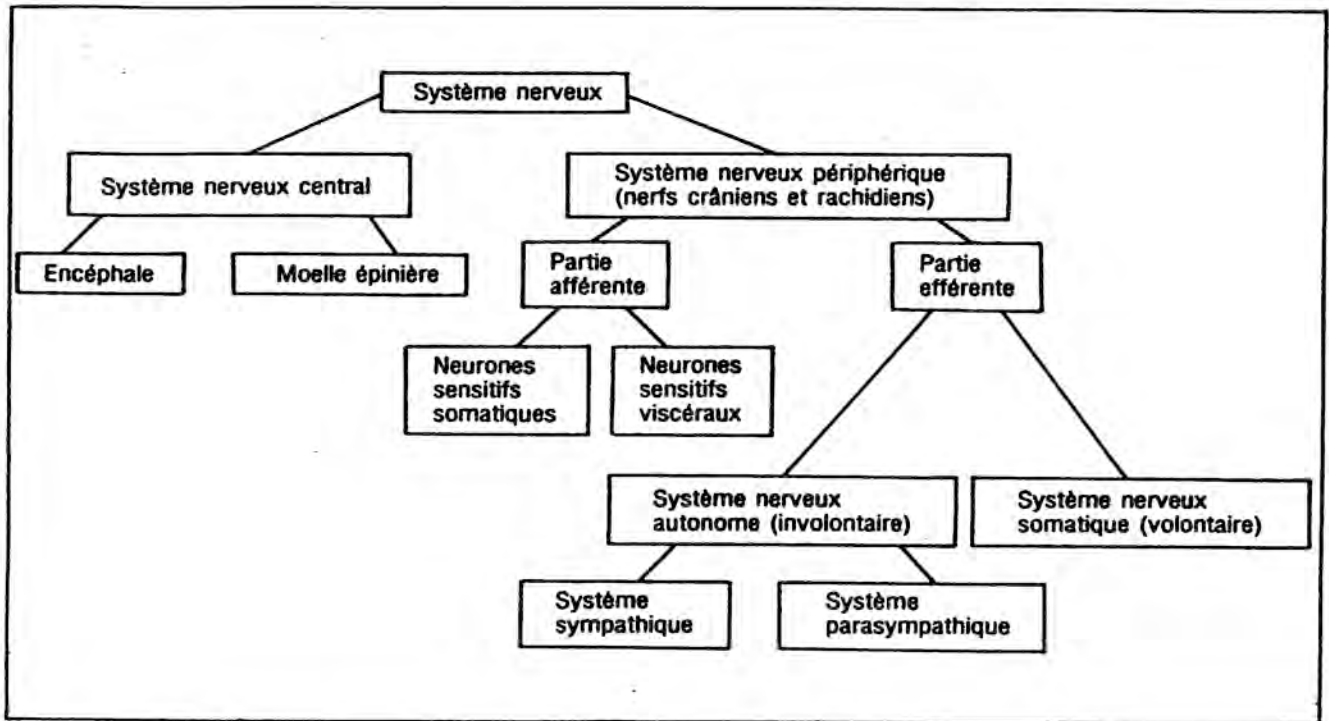 Système nerveux
Système nerveux central
Système nerveux périphérique
(nerfs crâniens et rachidiens)
Encéphale
Moelle épinière
Partie
afférente
Partie
efférente
Neurones
sensitifs
somatiques
Neurones
sensitifs
viscéraux
Système nerveux
autonome (involontaire)
Système nerveux
somatique (volontaire)
Système
sympathique
Système
parasympathique